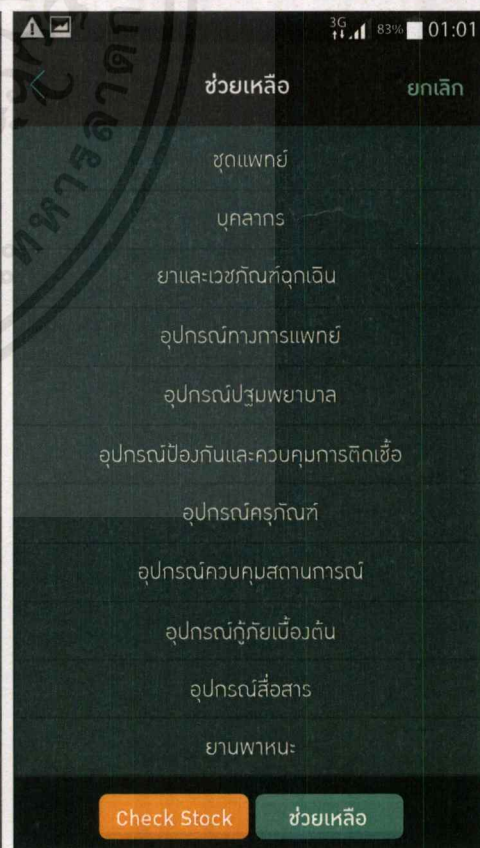 3G 83% 01:01
ช่วยเหลือ ยกเลิก
ชุดแพทย์
บุคลากร
ยาและเวชภัณฑ์ฉุกเฉิน
อุปกรณ์ทางการแพทย์
อุปกรณ์ปฐมพยาบาล
อุปกรณ์ป้องกันและควบคุมการติดเชื้อ
อุปกรณ์ครุภัณฑ์
อุปกรณ์ควบคุมสถานการณ์
อุปกรณ์กู้ภัยเบื้องต้น
อุปกรณ์สื่อสาร
ยานพาหนะ
Check Stock ช่วยเหลือ